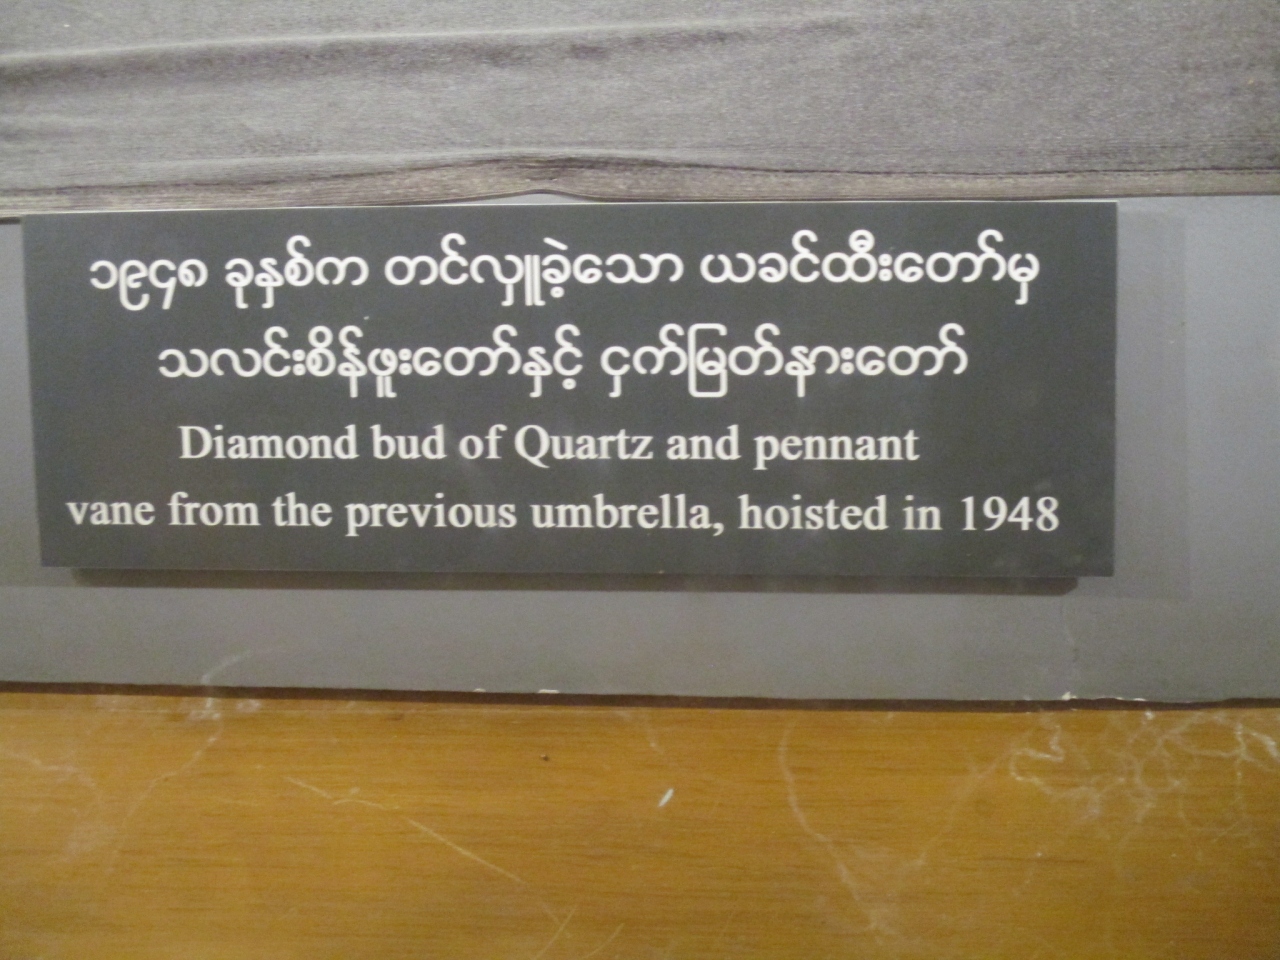 ၁၉၄၈ ခုနှစ်က တင်လှူခဲ့သော ယခင်ထီးတော်မှ
သလင်းစိန်ဖူးတော်နှင့် ငှက်မြတ်နားတော်
Diamond bud of Quartz and pennant
vane from the previous umbrella, hoisted in 1948